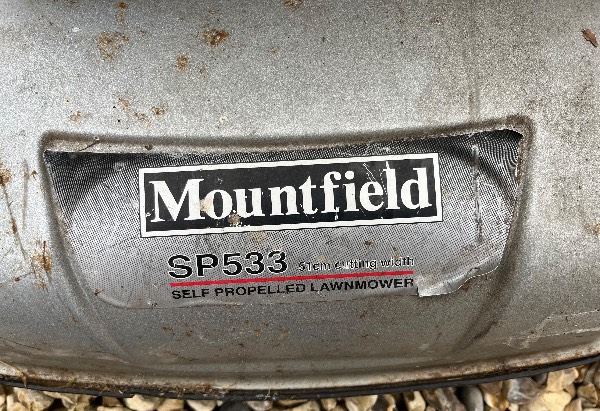 Mountfield
SP533 51cm cutting width
SELF PROPELLED LAWNMOWER